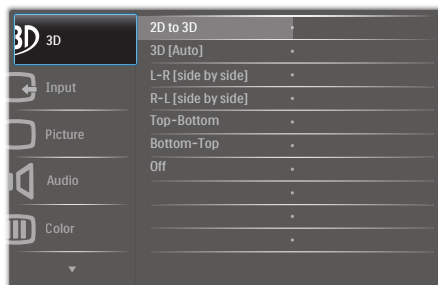 3D 3D
2D to 3D
3D [Auto]
L-R [side by side]
R-L [side by side]
Top-Bottom
Bottom-Top
Off
Input
Picture
Audio
Color